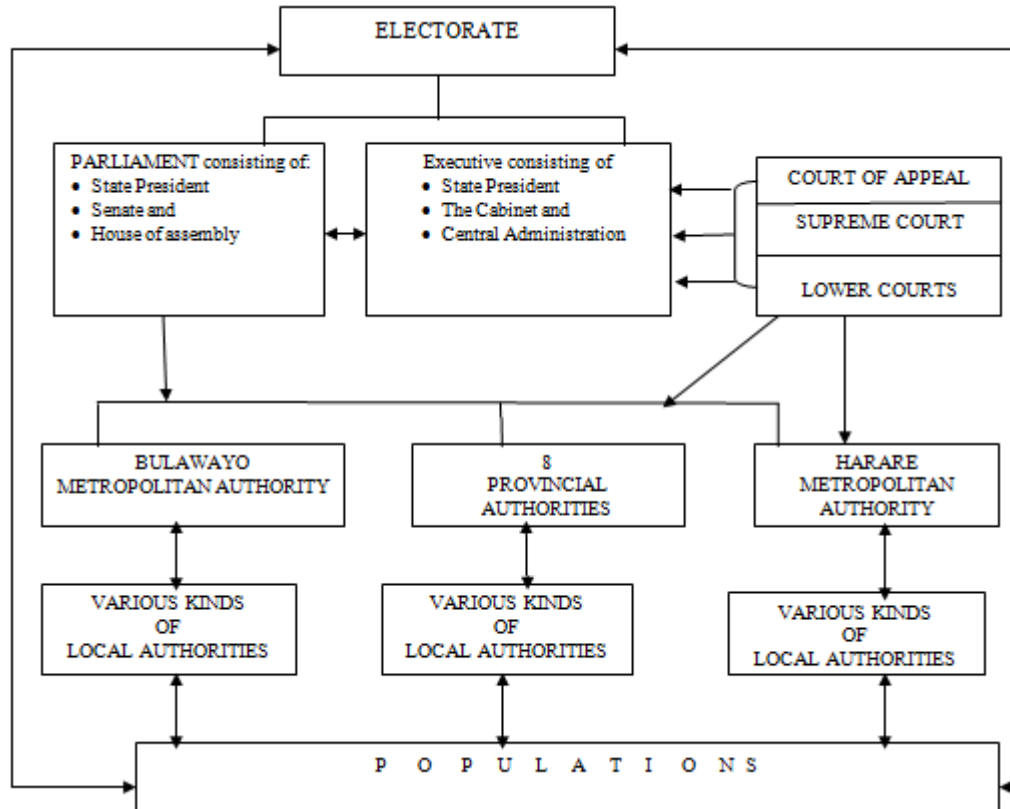 ELECTORATE
PARLIAMENT consisting of:
• State President
• Senate and
• House of assembly
Executive consisting of
• State President
• The Cabinet and
• Central Administration
COURT OF APPEAL
SUPREME COURT
LOWER COURTS
BULAWAYO
METROPOLITAN AUTHORITY
8
PROVINCIAL
AUTHORITIES
HARARE
METROPOLITAN
AUTHORITY
VARIOUS KINDS
OF
LOCAL AUTHORITIES
VARIOUS KINDS
OF
LOCAL AUTHORITIES
VARIOUS KINDS
OF
LOCAL AUTHORITIES
P O P U L A T I O N S